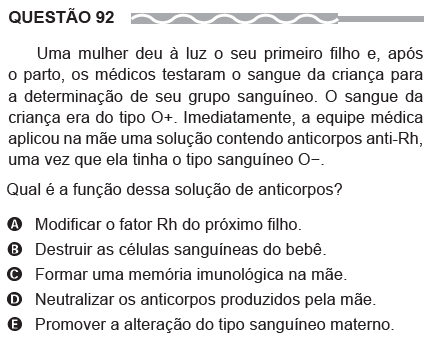 QUESTÃO 92
Uma mulher deu à luz o seu primeiro filho e, após
o parto, os médicos testaram o sangue da criança para
a determinação de seu grupo sanguíneo. O sangue da
criança era do tipo O+. Imediatamente, a equipe médica
aplicou na mãe uma solução contendo anticorpos anti-Rh,
uma vez que ela tinha o tipo sanguíneo O−.
Qual é a função dessa solução de anticorpos?
A Modificar o fator Rh do próximo filho.
B Destruir as células sanguíneas do bebê.
C Formar uma memória imunológica na mãe.
D Neutralizar os anticorpos produzidos pela mãe.
E Promover a alteração do tipo sanguíneo materno.